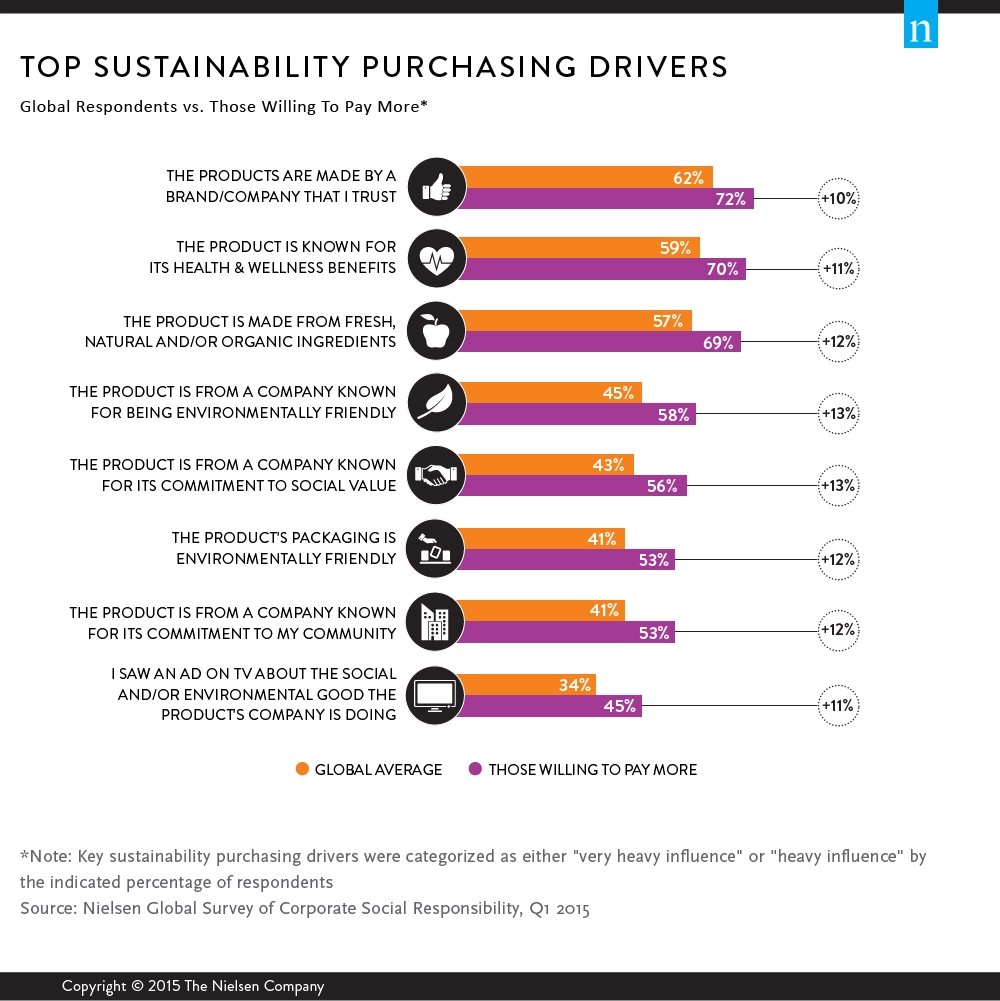 n
TOP SUSTAINABILITY PURCHASING DRIVERS
Global Respondents vs. Those Willing To Pay More*
THE PRODUCTS ARE MADE BY A
BRAND/COMPANY THAT I TRUST
62%
72%
+10%
THE PRODUCT IS KNOWN FOR
ITS HEALTH & WELLNESS BENEFITS
59%
70%
+11%
THE PRODUCT IS MADE FROM FRESH,
NATURAL AND/OR ORGANIC INGREDIENTS
57%
69%
+12%
THE PRODUCT IS FROM A COMPANY KNOWN
FOR BEING ENVIRONMENTALLY FRIENDLY
45%
58%
+13%
THE PRODUCT IS FROM A COMPANY KNOWN
FOR ITS COMMITMENT TO SOCIAL VALUE
43%
56%
+13%
THE PRODUCT'S PACKAGING IS
ENVIRONMENTALLY FRIENDLY
41%
53%
+12%
THE PRODUCT IS FROM A COMPANY KNOWN
FOR ITS COMMITMENT TO MY COMMUNITY
41%
53%
+12%
I SAW AN AD ON TV ABOUT THE SOCIAL
AND/OR ENVIRONMENTAL GOOD THE
PRODUCT'S COMPANY IS DOING
34%
45%
+11%
GLOBAL AVERAGE THOSE WILLING TO PAY MORE
*Note: Key sustainability purchasing drivers were categorized as either "very heavy influence" or "heavy influence" by
the indicated percentage of respondents
Source: Nielsen Global Survey of Corporate Social Responsibility, Q1 2015
Copyright © 2015 The Nielsen Company